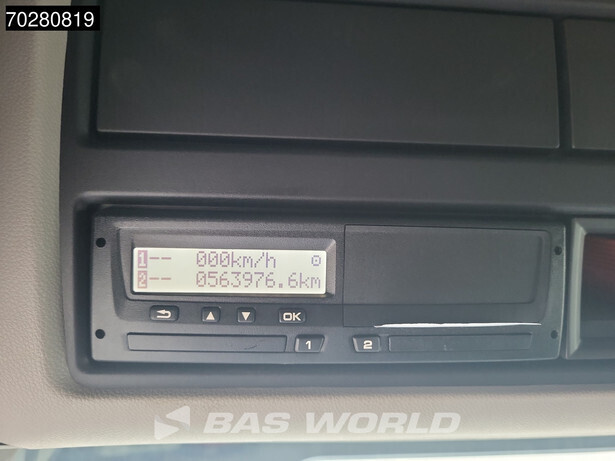 70280819
1-- 000km/h
2-- 0563976.6km
OK
1
2
BAS WORLD